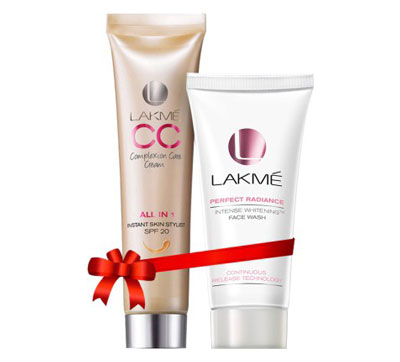 LAKMÉ
CC
Complexion Care
Cream
ALL IN 1
INSTANT SKIN STYLIST
SPF 20
LAKMÉ
PERFECT RADIANCE
INTENSE WHITENING™
FACE WASH
CONTINUOUS
RELEASE TECHNOLOGY